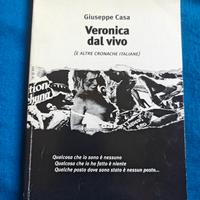 Giuseppe Casa
Veronica
dal vivo
(E ALTRE CRONACHE ITALIANE)
Qualcosa che io sono è nessuno
Qualcosa che io ho fatto è niente
Qualche posto dove sono stato è nessun posto...